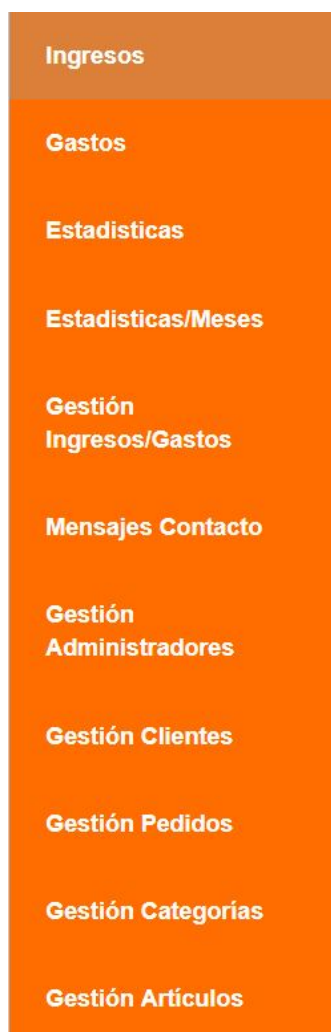 Ingresos
Gastos
Estadisticas
Estadisticas/Meses
Gestión
Ingresos/Gastos
Mensajes Contacto
Gestión
Administradores
Gestión Clientes
Gestión Pedidos
Gestión Categorías
Gestión Artículos